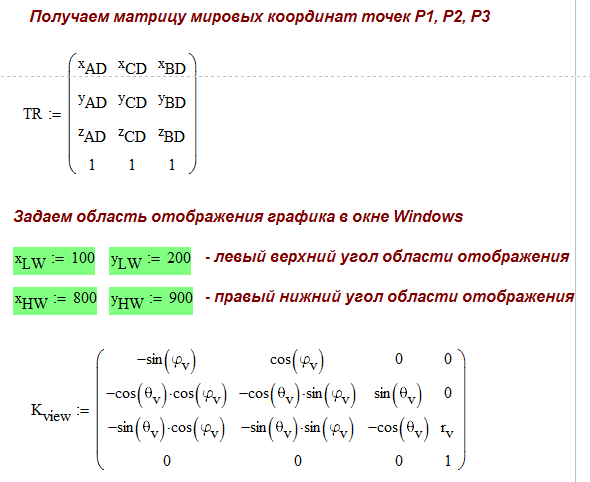 Получаем матрицу мировых координат точек P1, P2, P3
x_AD x_CD x_BD
y_AD y_CD y_BD
TR :=
z_AD z_CD z_BD
1 1 1
Задаем область отображения графика в окне Windows
x_LW := 100 y_LW := 200 - левый верхний угол области отображения
x_HW := 800 y_HW := 900 - правый нижний угол области отображения
−sin(φ_v) cos(φ_v) 0 0
−cos(θ_v)·cos(φ_v) −cos(θ_v)·sin(φ_v) sin(θ_v) 0
K_view :=
−sin(θ_v)·cos(φ_v) −sin(θ_v)·sin(φ_v) −cos(θ_v) r_v
0 0 0 1